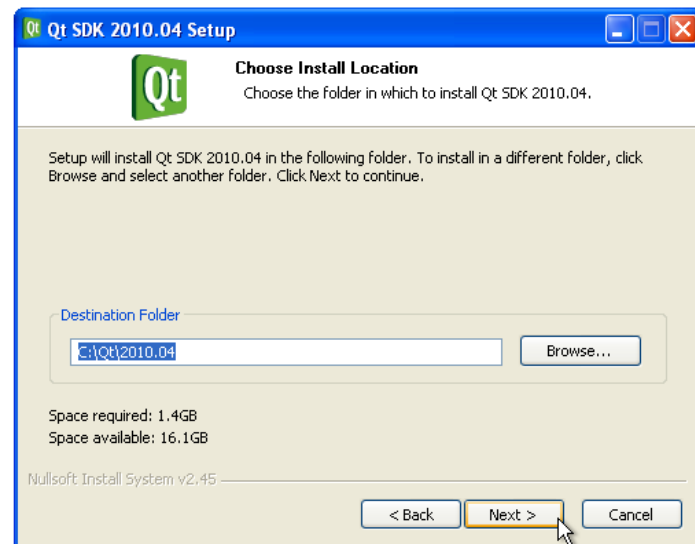 Qt Qt SDK 2010.04 Setup
Qt
Choose Install Location
Choose the folder in which to install Qt SDK 2010.04.
Setup will install Qt SDK 2010.04 in the following folder. To install in a different folder, click
Browse and select another folder. Click Next to continue.
Destination Folder
C:\Qt\2010.04
Browse...
Space required: 1.4GB
Space available: 16.1GB
Nullsoft Install System v2.45
< Back
Next >
Cancel